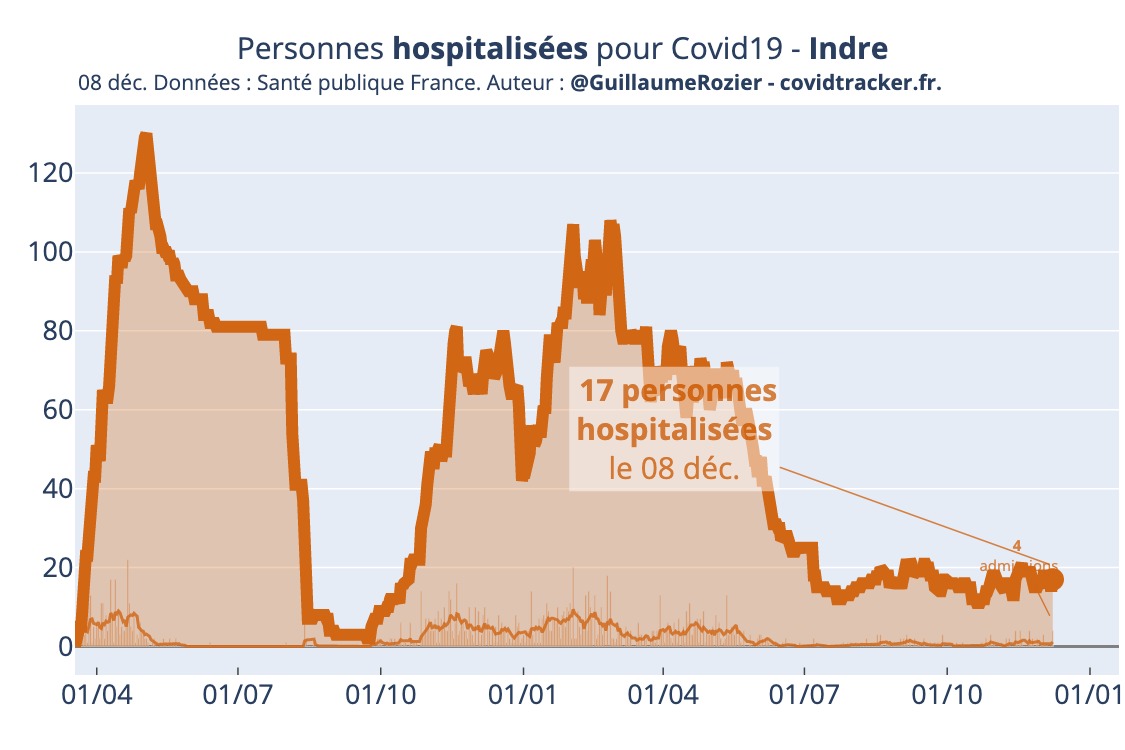 Personnes hospitalisées pour Covid19 - Indre
08 déc. Données : Santé publique France. Auteur : @GuillaumeRozier - covidtracker.fr.
120
100
80
60
40
20
0
17 personnes
hospitalisées
le 08 déc.
4
admissions
01/04
01/07
01/10
01/01
01/04
01/07
01/10
01/01